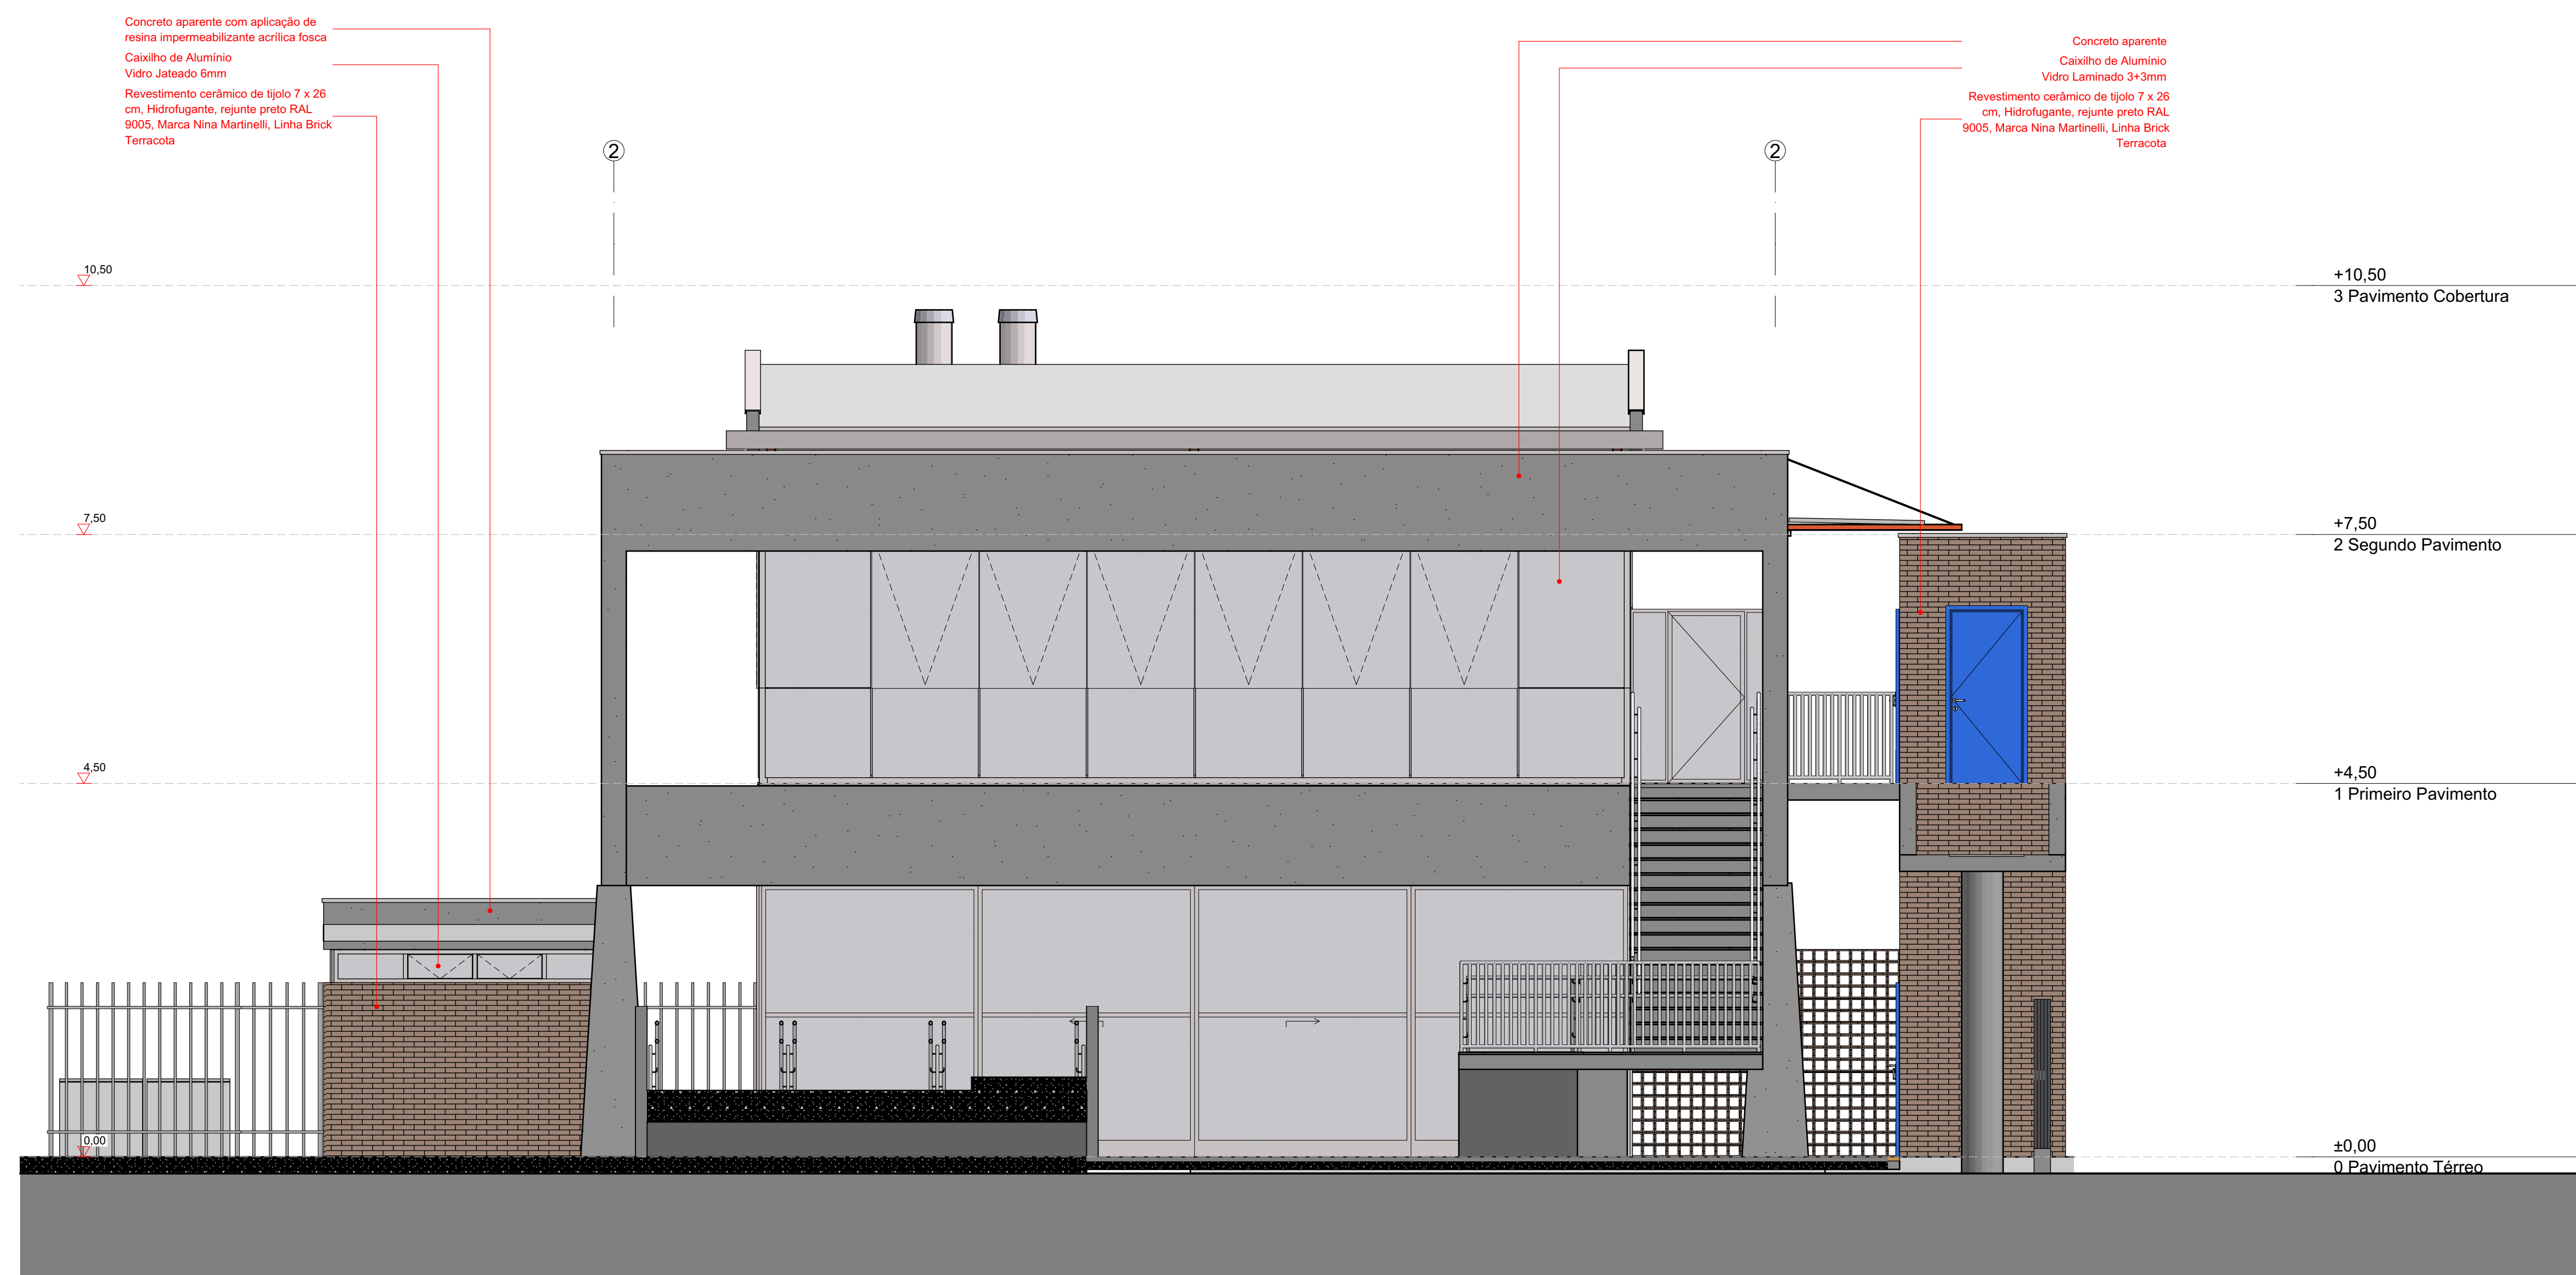 Concreto aparente com aplicação de
resina impermeabilizante acrílica fosca
Caixilho de Alumínio
Vidro Jateado 6mm
Revestimento cerâmico de tijolo 7 x 26
cm, Hidrofugante, rejunte preto RAL
9005, Marca Nina Martinelli, Linha Brick
Terracota
Concreto aparente
Caixilho de Alumínio
Vidro Laminado 3+3mm
Revestimento cerâmico de tijolo 7 x 26
cm, Hidrofugante, rejunte preto RAL
9005, Marca Nina Martinelli, Linha Brick
Terracota
2
2
10,50
+10,50
3 Pavimento Cobertura
7,50
+7,50
2 Segundo Pavimento
4,50
+4,50
1 Primeiro Pavimento
0,00
±0,00
0 Pavimento Térreo